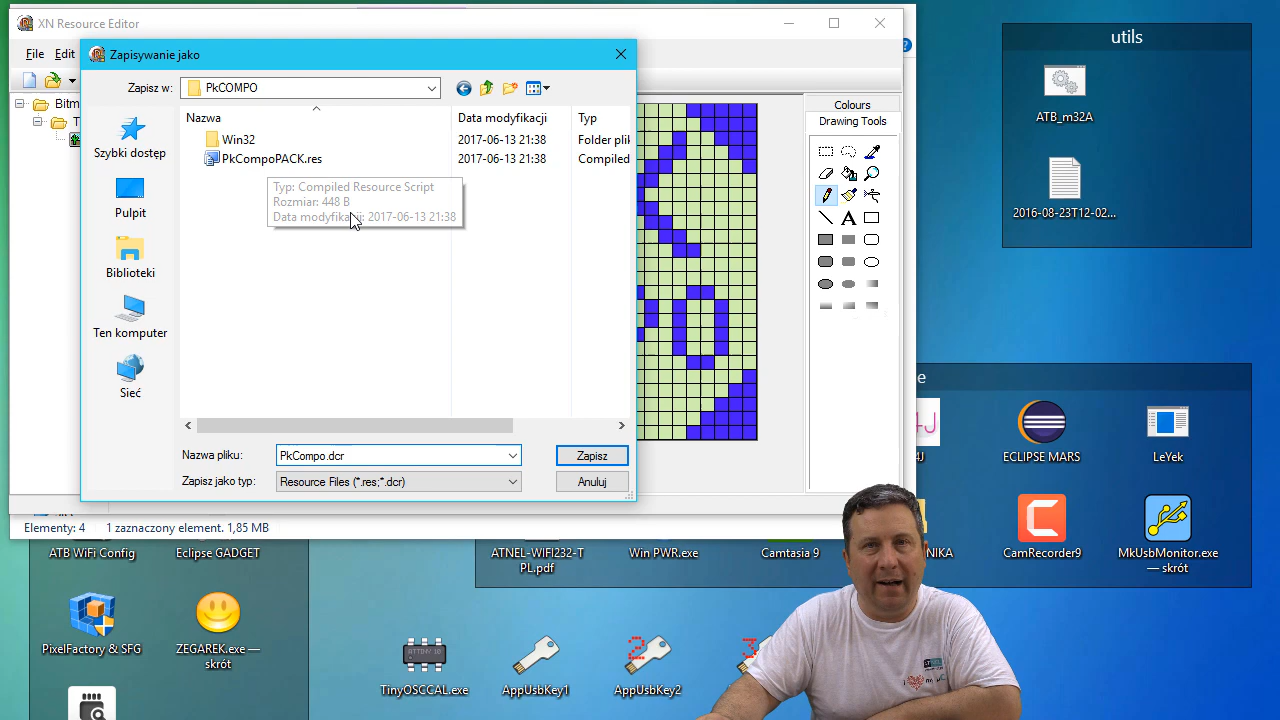 XN Resource Editor
File Edit
Bitm
T
Zapisywanie jako
Zapisz w:
PkCOMPO
Nazwa
Data modyfikacji
Typ
Win32
2017-06-13 21:38
Folder plik
PkCompoPACK.res
2017-06-13 21:38
Compiled
Typ: Compiled Resource Script
Rozmiar: 448 B
Data modyfikacji: 2017-06-13 21:38
Szybki dostęp
Pulpit
Biblioteki
Ten komputer
Sieć
Nazwa pliku:
PkCompo.dcr
Zapisz
Zapisz jako typ:
Resource Files (*.res;*.dcr)
Anuluj
Colours
Drawing Tools
Elementy: 4
1 zaznaczony element. 1,85 MB
utils
ATB_m32A
2016-08-23T12-02...
e
4J
ECLIPSE MARS
LeYek
ATB WiFi Config
Eclipse GADGET
ATNEL-WIFI232-T
PL.pdf
Win PWR.exe
Camtasia 9
NIKA
CamRecorder9
MkUsbMonitor.exe
— skrót
PixelFactory & SFG
ZEGAREK.exe —
skrót
ATTINY IO
TinyOSCCAL.exe
AppUsbKey1
2
AppUsbKey2
3